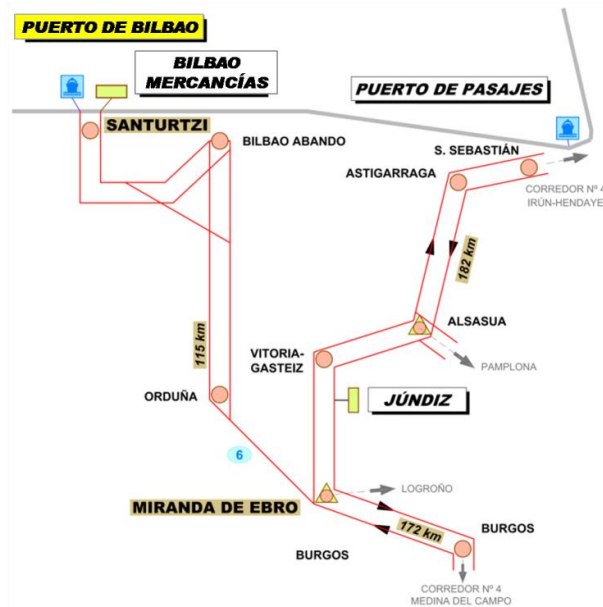 PUERTO DE BILBAO
BILBAO
MERCANCÍAS
PUERTO DE PASAJES
SANTURTZI
BILBAO ABANDO
S. SEBASTIÁN
ASTIGARRAGA
CORREDOR Nº 4
IRÚN-HENDAYE
182 km
115 km
ALSASUA
VITORIA-
GASTEIZ
PAMPLONA
ORDUÑA
JÚNDIZ
6
LOGROÑO
MIRANDA DE EBRO
172 km
BURGOS
BURGOS
CORREDOR Nº 4
MEDINA DEL CAMPO